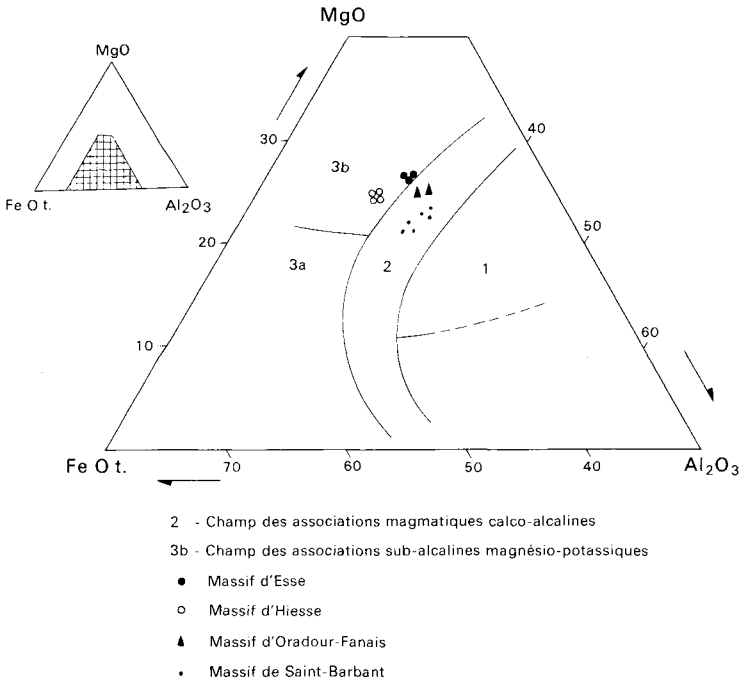 MgO
MgO
Fe O t.
Al₂O₃
30
20
10
40
50
60
3b
3a
2
1
Fe O t.
70
60
50
40
Al₂O₃
2 - Champ des associations magmatiques calco-alcalines
3b - Champ des associations sub-alcalines magnésio-potassiques
Massif d'Esse
Massif d'Hiesse
Massif d'Oradour-Fanais
Massif de Saint-Barbant